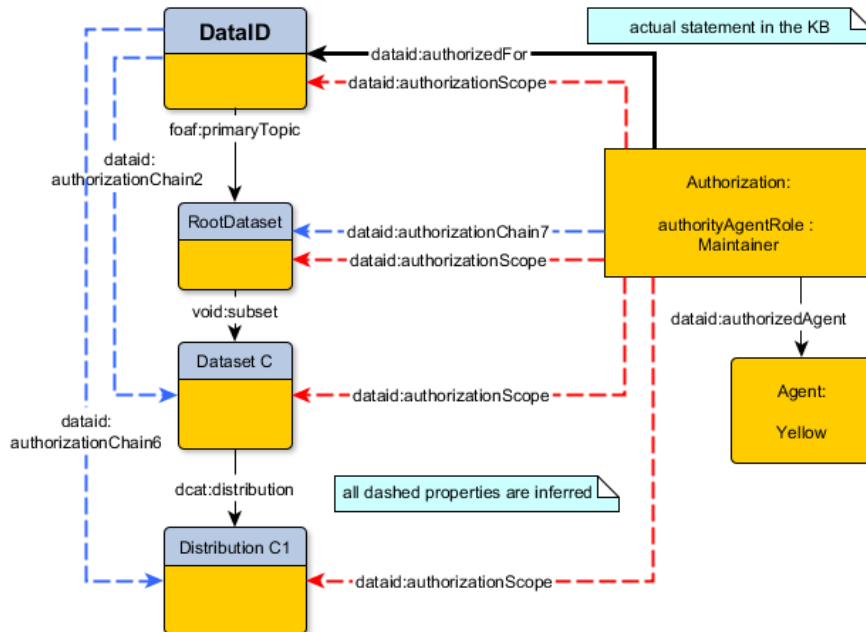 DataID
actual statement in the KB
dataid:authorizedFor
dataid:authorizationScope
foaf:primaryTopic
dataid:
authorizationChain2
Authorization:
authorityAgentRole :
Maintainer
RootDataset
dataid:authorizationChain7
dataid:authorizationScope
void:subset
dataid:authorizedAgent
Dataset C
dataid:authorizationScope
Agent:
Yellow
dataid:
authorizationChain6
dcat:distribution
all dashed properties are inferred
Distribution C1
dataid:authorizationScope